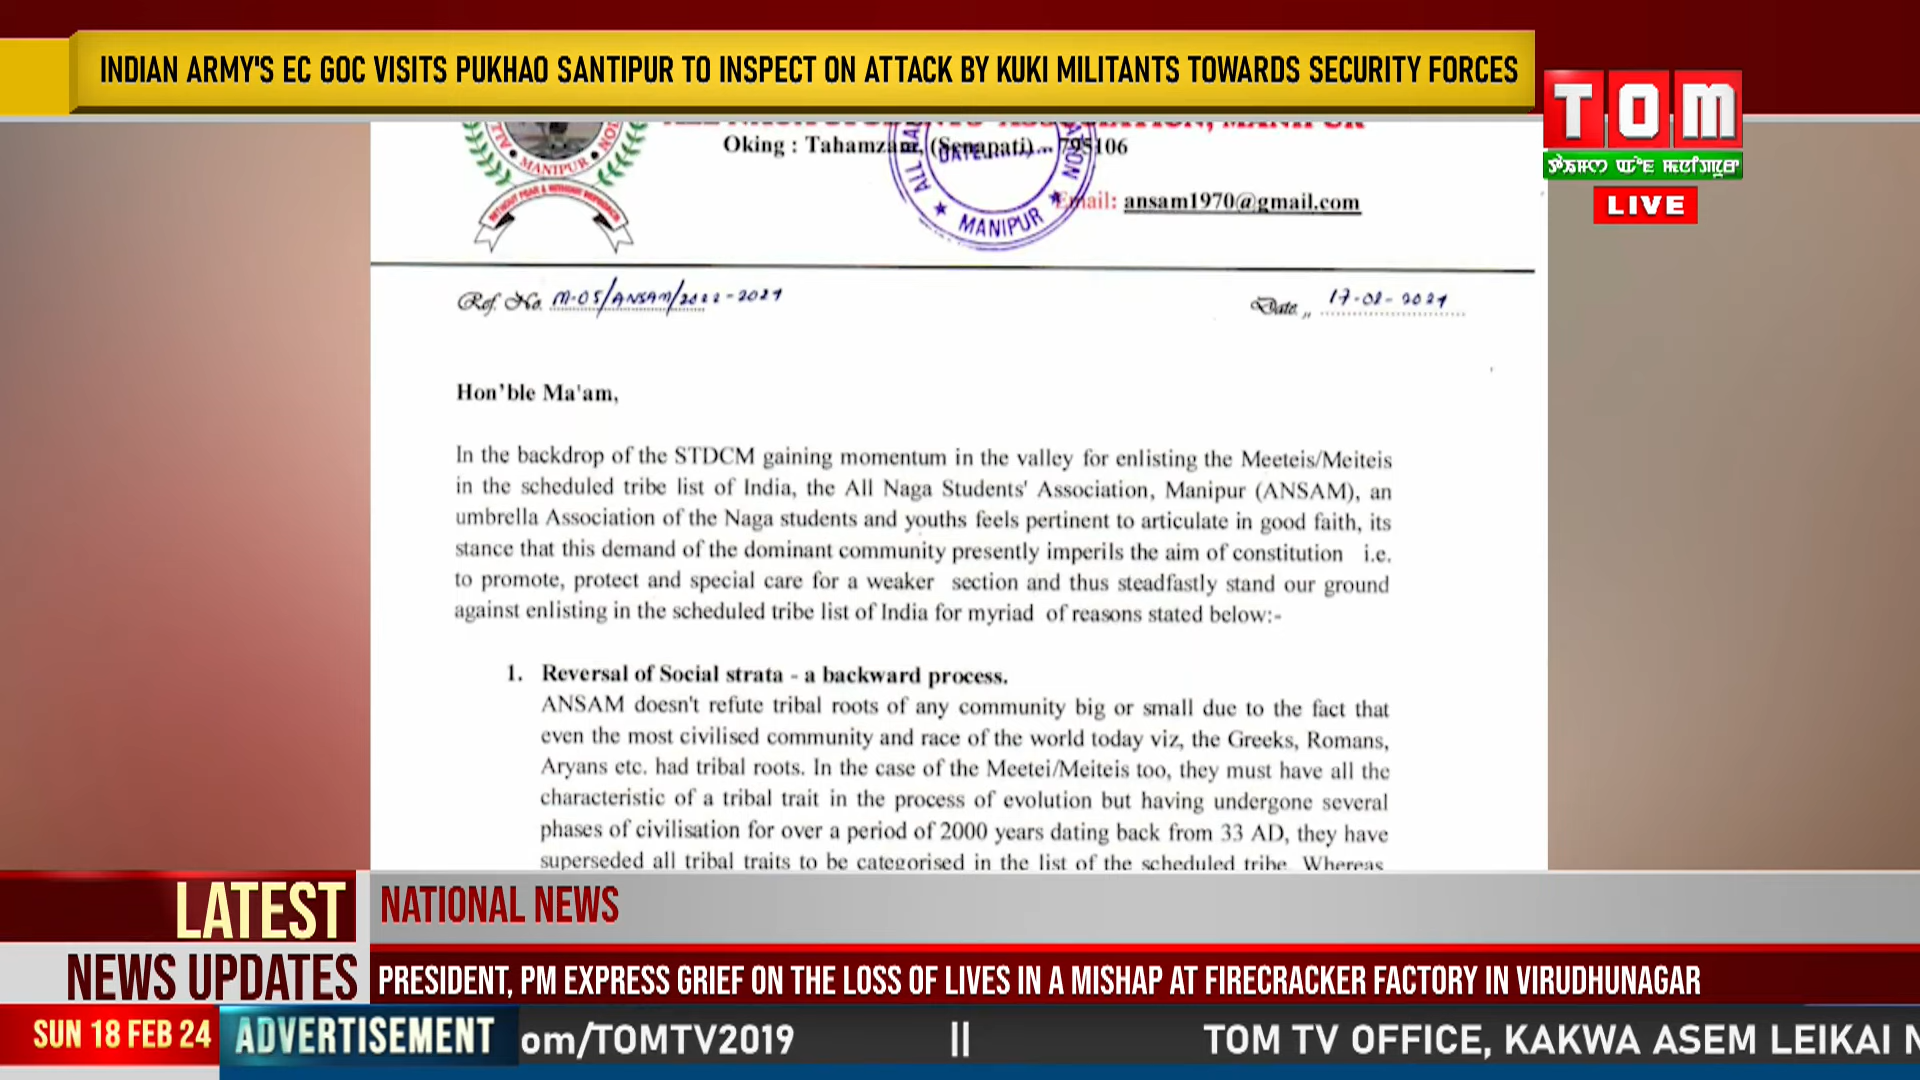 INDIAN ARMY'S EC GOC VISITS PUKHAO SANTIPUR TO INSPECT ON ATTACK BY KUKI MILITANTS TOWARDS SECURITY FORCES
TOM
LIVE
MANIPUR
ASSOCIATION, MANIPUR
Oking : Tahamzam, (Senapati) - 795106
DATE
MANIPUR
Email: ansam1970@gmail.com
Ref. No. M-05/ANSAM/2022-2024
Date 17-02-2024
Hon'ble Ma'am,
In the backdrop of the STDCM gaining momentum in the valley for enlisting the Meeteis/Meiteis
in the scheduled tribe list of India, the All Naga Students' Association, Manipur (ANSAM), an
umbrella Association of the Naga students and youths feels pertinent to articulate in good faith, its
stance that this demand of the dominant community presently imperils the aim of constitution i.e.
to promote, protect and special care for a weaker section and thus steadfastly stand our ground
against enlisting in the scheduled tribe list of India for myriad of reasons stated below:-
1. Reversal of Social strata - a backward process.
ANSAM doesn't refute tribal roots of any community big or small due to the fact that
even the most civilised community and race of the world today viz, the Greeks, Romans,
Aryans etc. had tribal roots. In the case of the Meetei/Meiteis too, they must have all the
characteristic of a tribal trait in the process of evolution but having undergone several
phases of civilisation for over a period of 2000 years dating back from 33 AD, they have
superseded all tribal traits to be categorised in the list of the scheduled tribe. Whereas,
LATEST
NEWS UPDATES
NATIONAL NEWS
PRESIDENT, PM EXPRESS GRIEF ON THE LOSS OF LIVES IN A MISHAP AT FIRECRACKER FACTORY IN VIRUDHUNAGAR
SUN 18 FEB 24
ADVERTISEMENT
om/TOMTV2019 || TOM TV OFFICE, KAKWA ASEM LEIKAI N